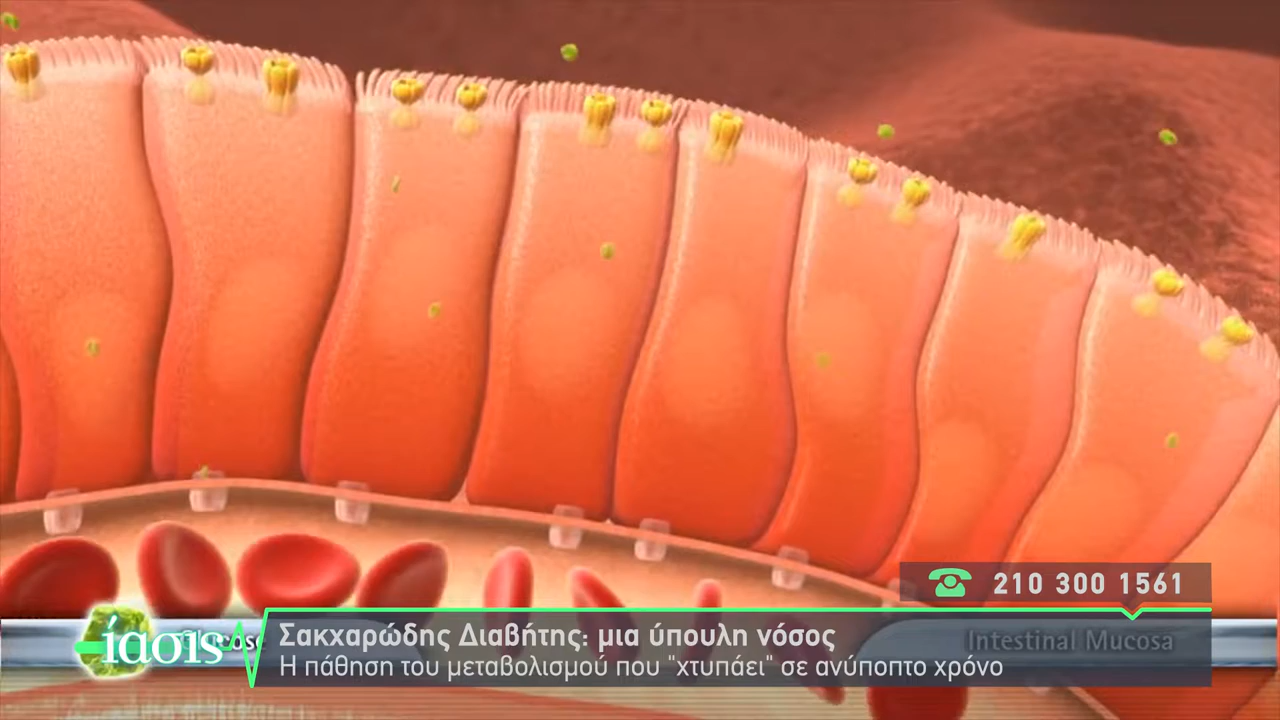 210 300 1561
ίασις
Σακχαρώδης Διαβήτης: μια ύπουλη νόσος
Intestinal Mucosa
Η πάθηση του μεταβολισμού που "χτυπάει" σε ανύποπτο χρόνο